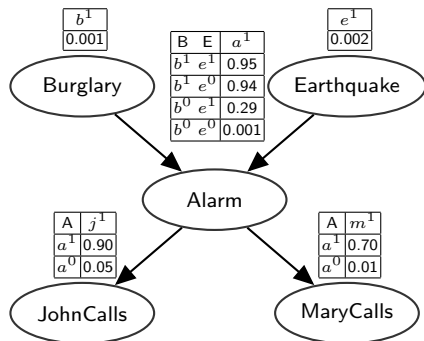 b¹
0.001
B E a¹
b¹ e¹ 0.95
b¹ e⁰ 0.94
b⁰ e¹ 0.29
b⁰ e⁰ 0.001
e¹
0.002
Burglary
Earthquake
Alarm
A j¹
a¹ 0.90
a⁰ 0.05
A m¹
a¹ 0.70
a⁰ 0.01
JohnCalls
MaryCalls